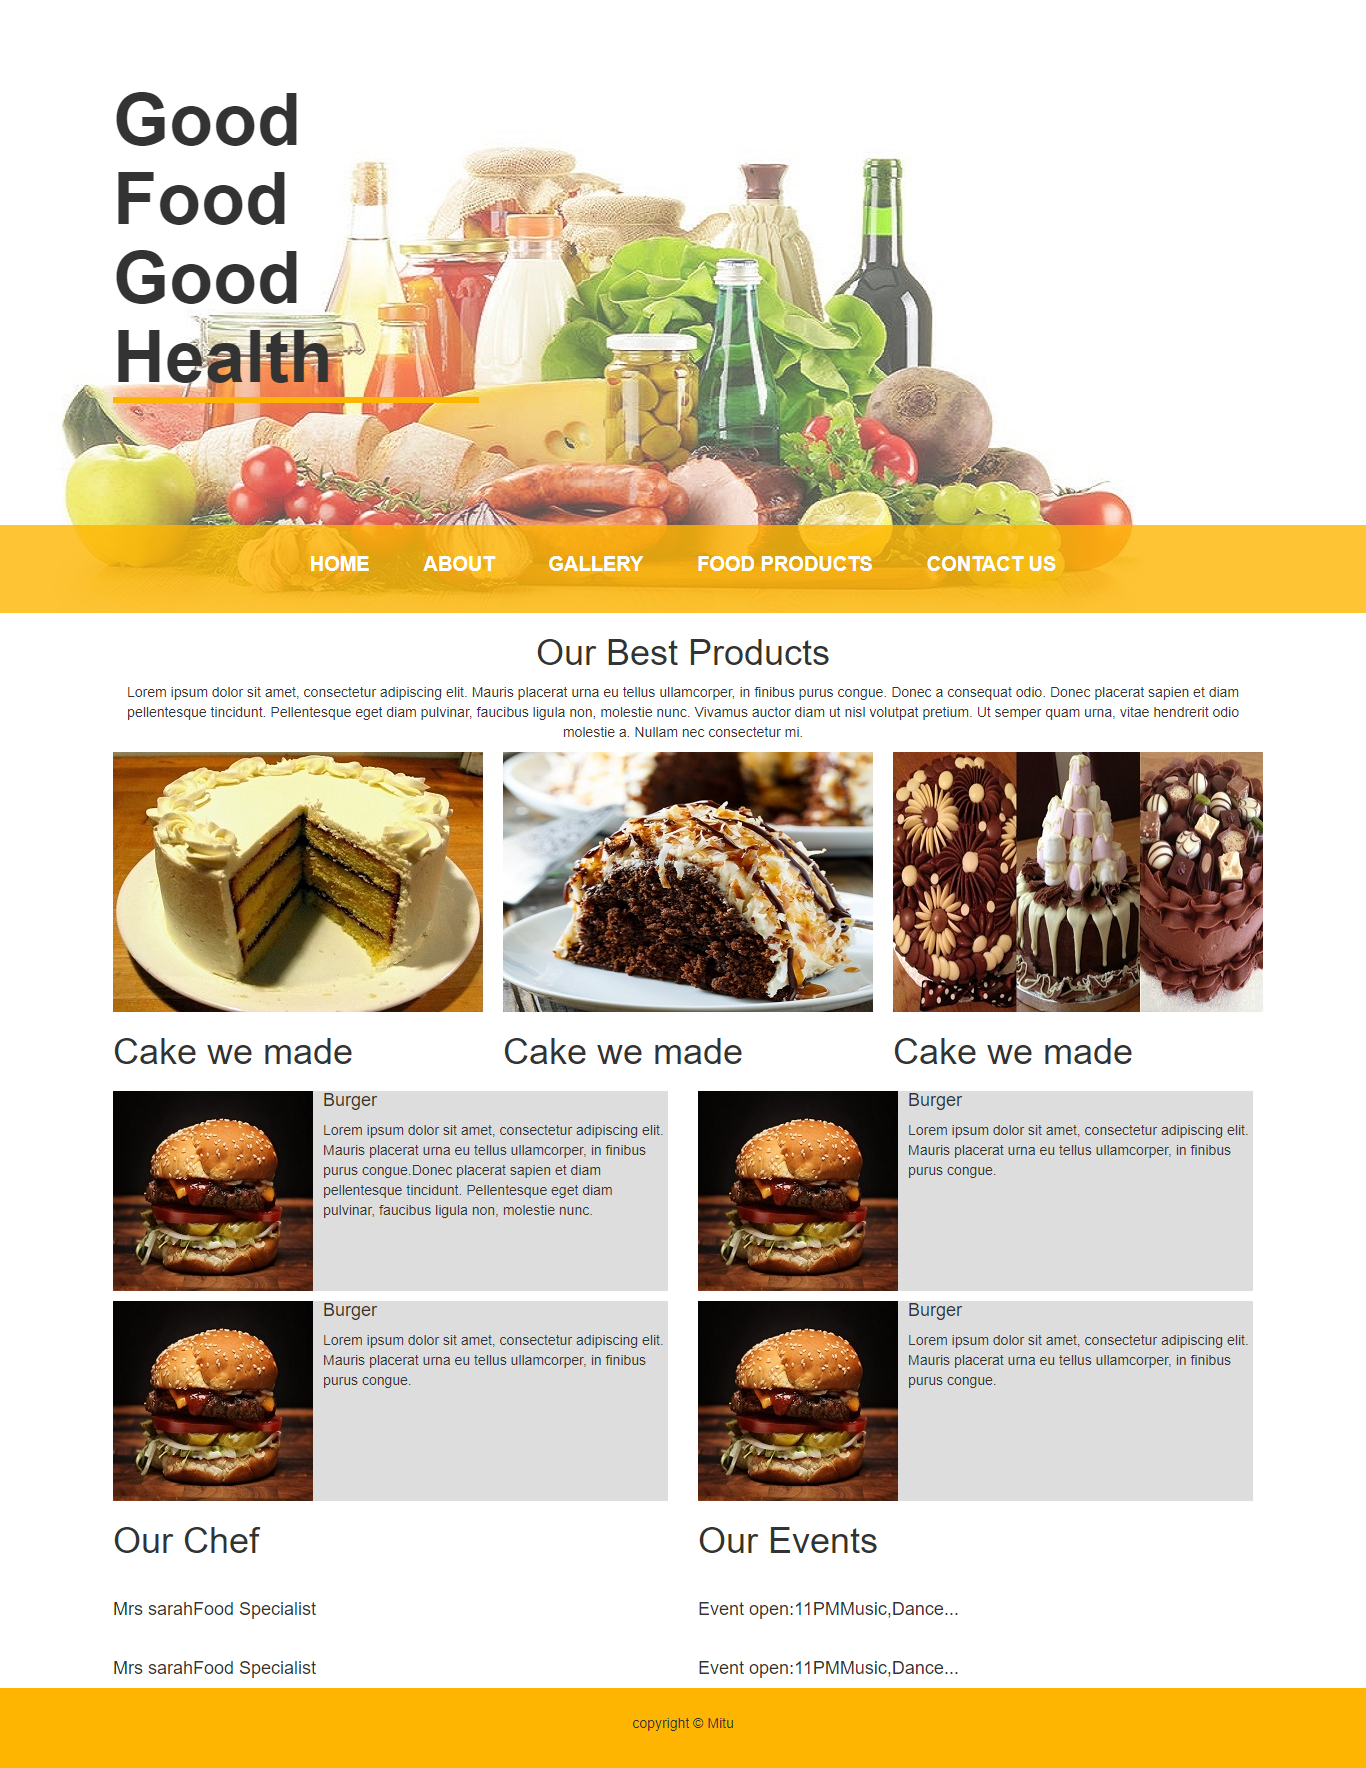 Good
Food
Good
Health
HOME ABOUT GALLERY FOOD PRODUCTS CONTACT US
Our Best Products
Lorem ipsum dolor sit amet, consectetur adipiscing elit. Mauris placerat urna eu tellus ullamcorper, in finibus purus congue. Donec a consequat odio. Donec placerat sapien et diam
pellentesque tincidunt. Pellentesque eget diam pulvinar, faucibus ligula non, molestie nunc. Vivamus auctor diam ut nisl volutpat pretium. Ut semper quam urna, vitae hendrerit odio
molestie a. Nullam nec consectetur mi.
Cake we made
Cake we made
Cake we made
Burger
Lorem ipsum dolor sit amet, consectetur adipiscing elit.
Mauris placerat urna eu tellus ullamcorper, in finibus
purus congue.Donec placerat sapien et diam
pellentesque tincidunt. Pellentesque eget diam
pulvinar, faucibus ligula non, molestie nunc.
Burger
Lorem ipsum dolor sit amet, consectetur adipiscing elit.
Mauris placerat urna eu tellus ullamcorper, in finibus
purus congue.
Burger
Lorem ipsum dolor sit amet, consectetur adipiscing elit.
Mauris placerat urna eu tellus ullamcorper, in finibus
purus congue.
Burger
Lorem ipsum dolor sit amet, consectetur adipiscing elit.
Mauris placerat urna eu tellus ullamcorper, in finibus
purus congue.
Our Chef
Mrs sarahFood Specialist
Mrs sarahFood Specialist
Our Events
Event open:11PMMusic,Dance...
Event open:11PMMusic,Dance...
copyright © Mitu